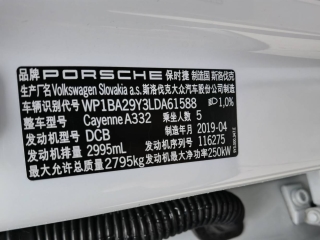 品牌 PORSCHE 保时捷 制造国 斯洛伐克
生产厂名 Volkswagen Slovakia a.s.斯洛伐克大众汽车股份公司制造
车辆识别代号 WP1BA29Y3LDA61588 1,0%
整车型号 Cayenne A332 乘坐人数 5
发动机型号 DCB 制造年月 2019-04
发动机排量 2995mL 发动机序列号 116275
最大允许总质量 2795kg 发动机最大净功率 250kW